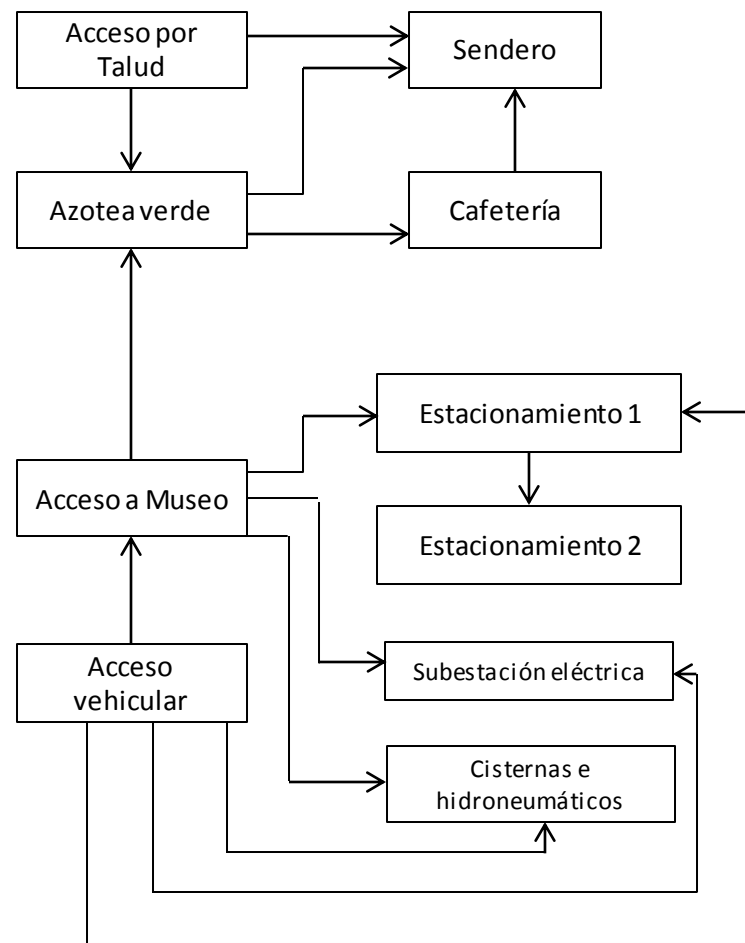 Acceso por
Talud
Sendero
Azotea verde
Cafetería
Estacionamiento 1
Acceso a Museo
Estacionamiento 2
Acceso
vehicular
Subestación eléctrica
Cisternas e
hidroneumáticos